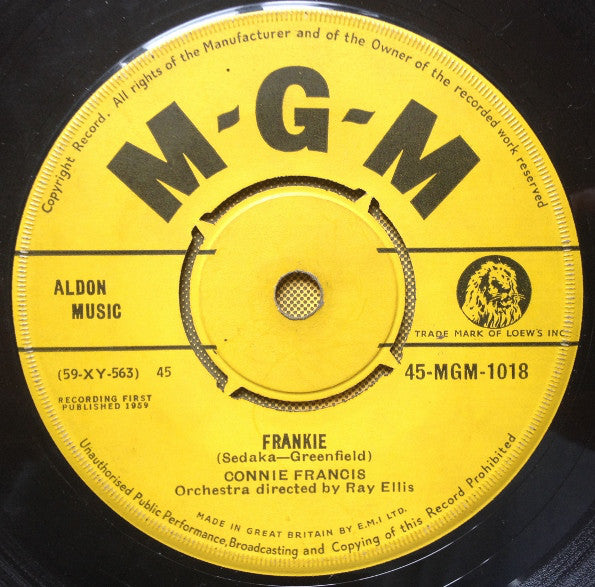 Copyright Record. All rights of the Manufacturer and of the Owner of the recorded work reserved.
M-G-M
ALDON
MUSIC
TRADE MARK OF LOEW'S INC
(59-XY-563) 45
45-MGM-1018
RECORDING FIRST
PUBLISHED 1959
FRANKIE
(Sedaka—Greenfield)
CONNIE FRANCIS
Orchestra directed by Ray Ellis
MADE IN GREAT BRITAIN BY E.M.I LTD.
Unauthorised Public Performance, Broadcasting and Copying of this Record Prohibited